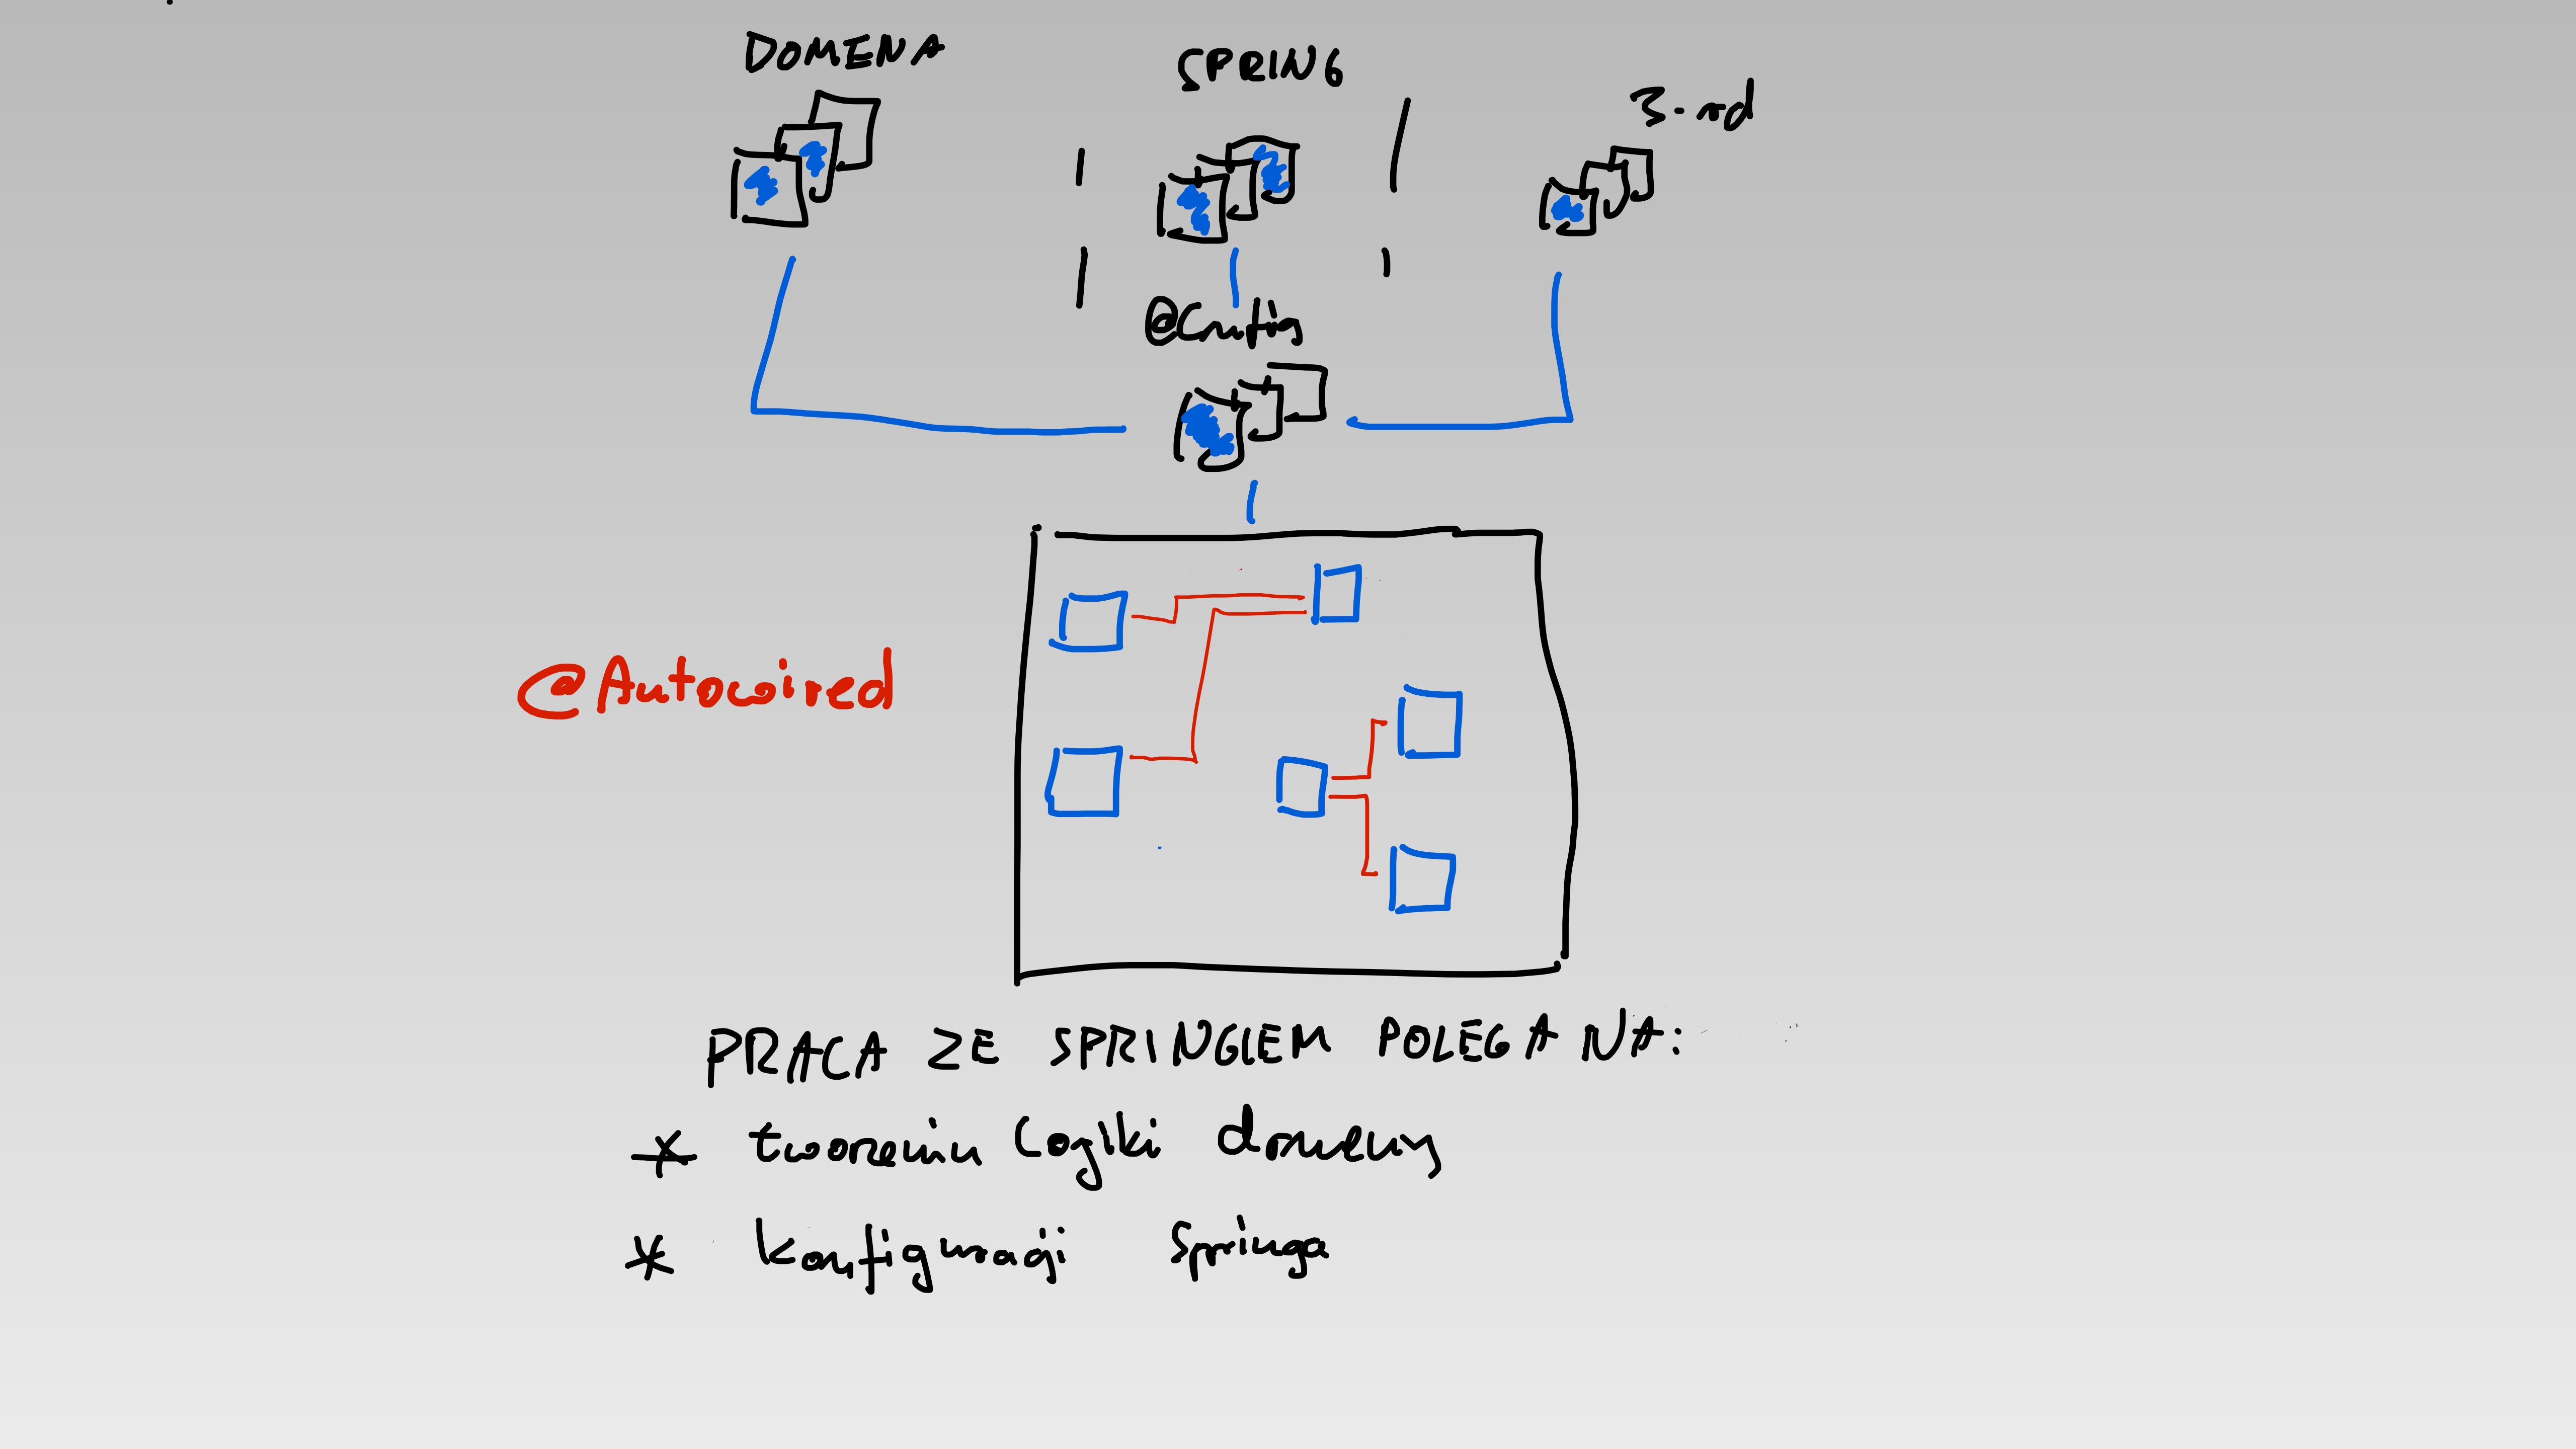 DOMENA
SPRING
3-rd
@Config
@Autowired
PRACA ZE SPRINGIEM POLEGA NA:
* tworzeniu logiki domeny
* konfiguracji Springa